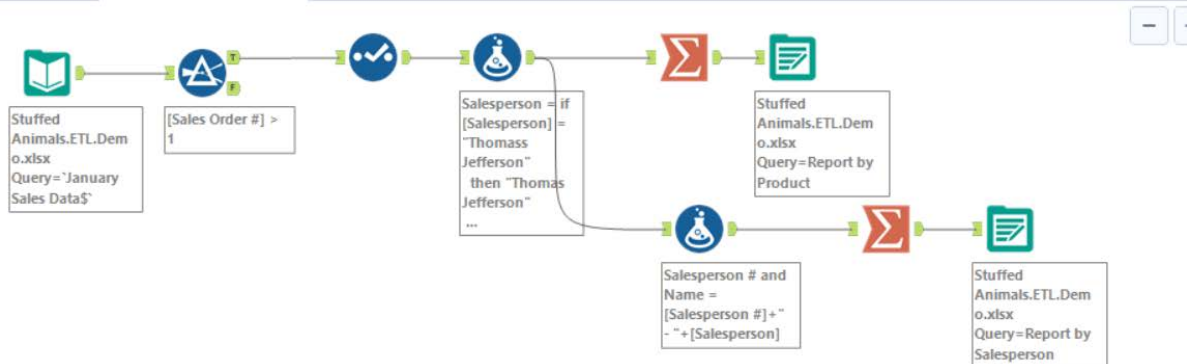 T
F
Stuffed
Animals.ETL.Dem
o.xlsx
Query=`January
Sales Data$`
[Sales Order #] >
1
Salesperson = if
[Salesperson] =
"Thomass
Jefferson"
then "Thomas
Jefferson"
...
Stuffed
Animals.ETL.Dem
o.xlsx
Query=Report by
Product
Salesperson # and
Name =
[Salesperson #]+"
- "+[Salesperson]
Stuffed
Animals.ETL.Dem
o.xlsx
Query=Report by
Salesperson